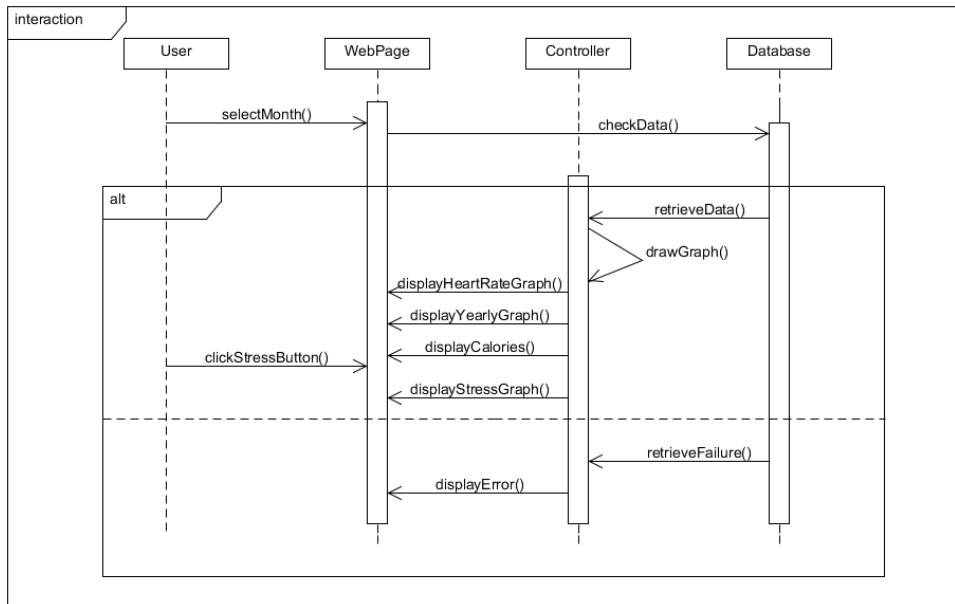 interaction
User
WebPage
Controller
Database
selectMonth()
checkData()
alt
retrieveData()
drawGraph()
displayHeartRateGraph()
displayYearlyGraph()
displayCalories()
clickStressButton()
displayStressGraph()
retrieveFailure()
displayError()